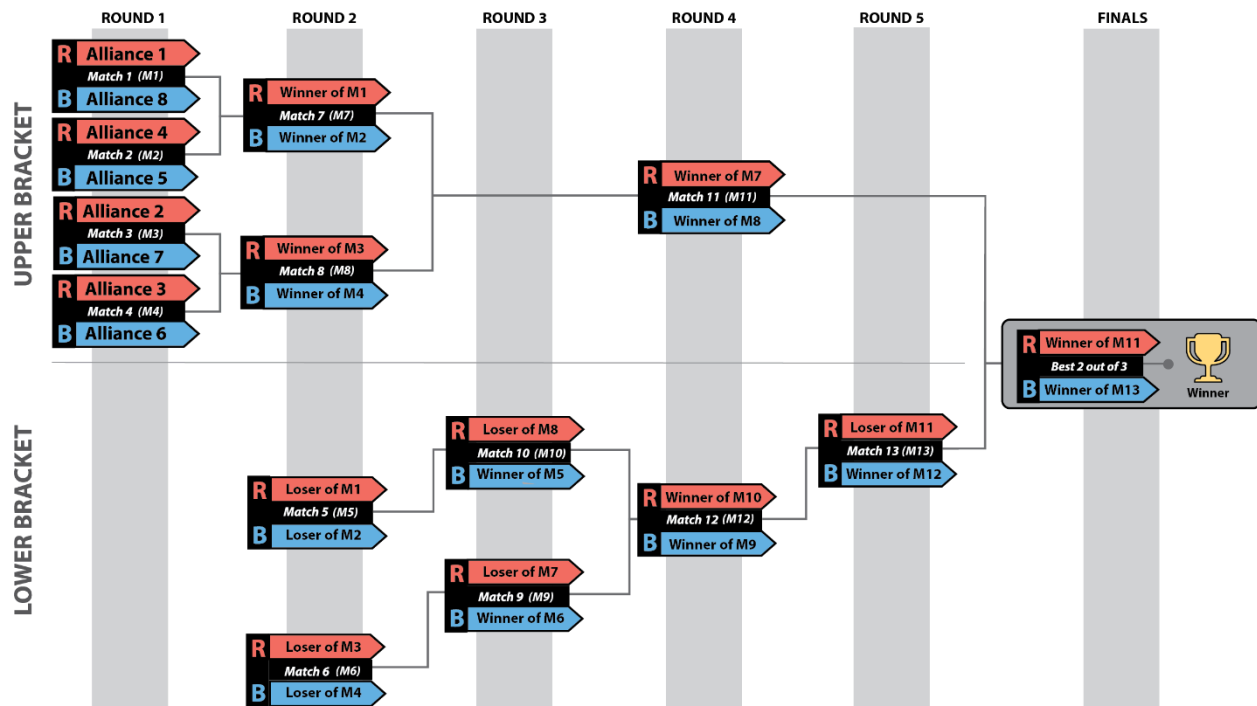 ROUND 1
ROUND 2
ROUND 3
ROUND 4
ROUND 5
FINALS
UPPER BRACKET
R Alliance 1
Match 1 (M1)
B Alliance 8
R Alliance 4
Match 2 (M2)
B Alliance 5
R Alliance 2
Match 3 (M3)
B Alliance 7
R Alliance 3
Match 4 (M4)
B Alliance 6
R Winner of M1
Match 7 (M7)
B Winner of M2
R Winner of M3
Match 8 (M8)
B Winner of M4
R Winner of M7
Match 11 (M11)
B Winner of M8
R Winner of M11
Best 2 out of 3
B Winner of M13
Winner
LOWER BRACKET
R Loser of M1
Match 5 (M5)
B Loser of M2
R Loser of M3
Match 6 (M6)
B Loser of M4
R Loser of M8
Match 10 (M10)
B Winner of M5
R Loser of M7
Match 9 (M9)
B Winner of M6
R Winner of M10
Match 12 (M12)
B Winner of M9
R Loser of M11
Match 13 (M13)
B Winner of M12